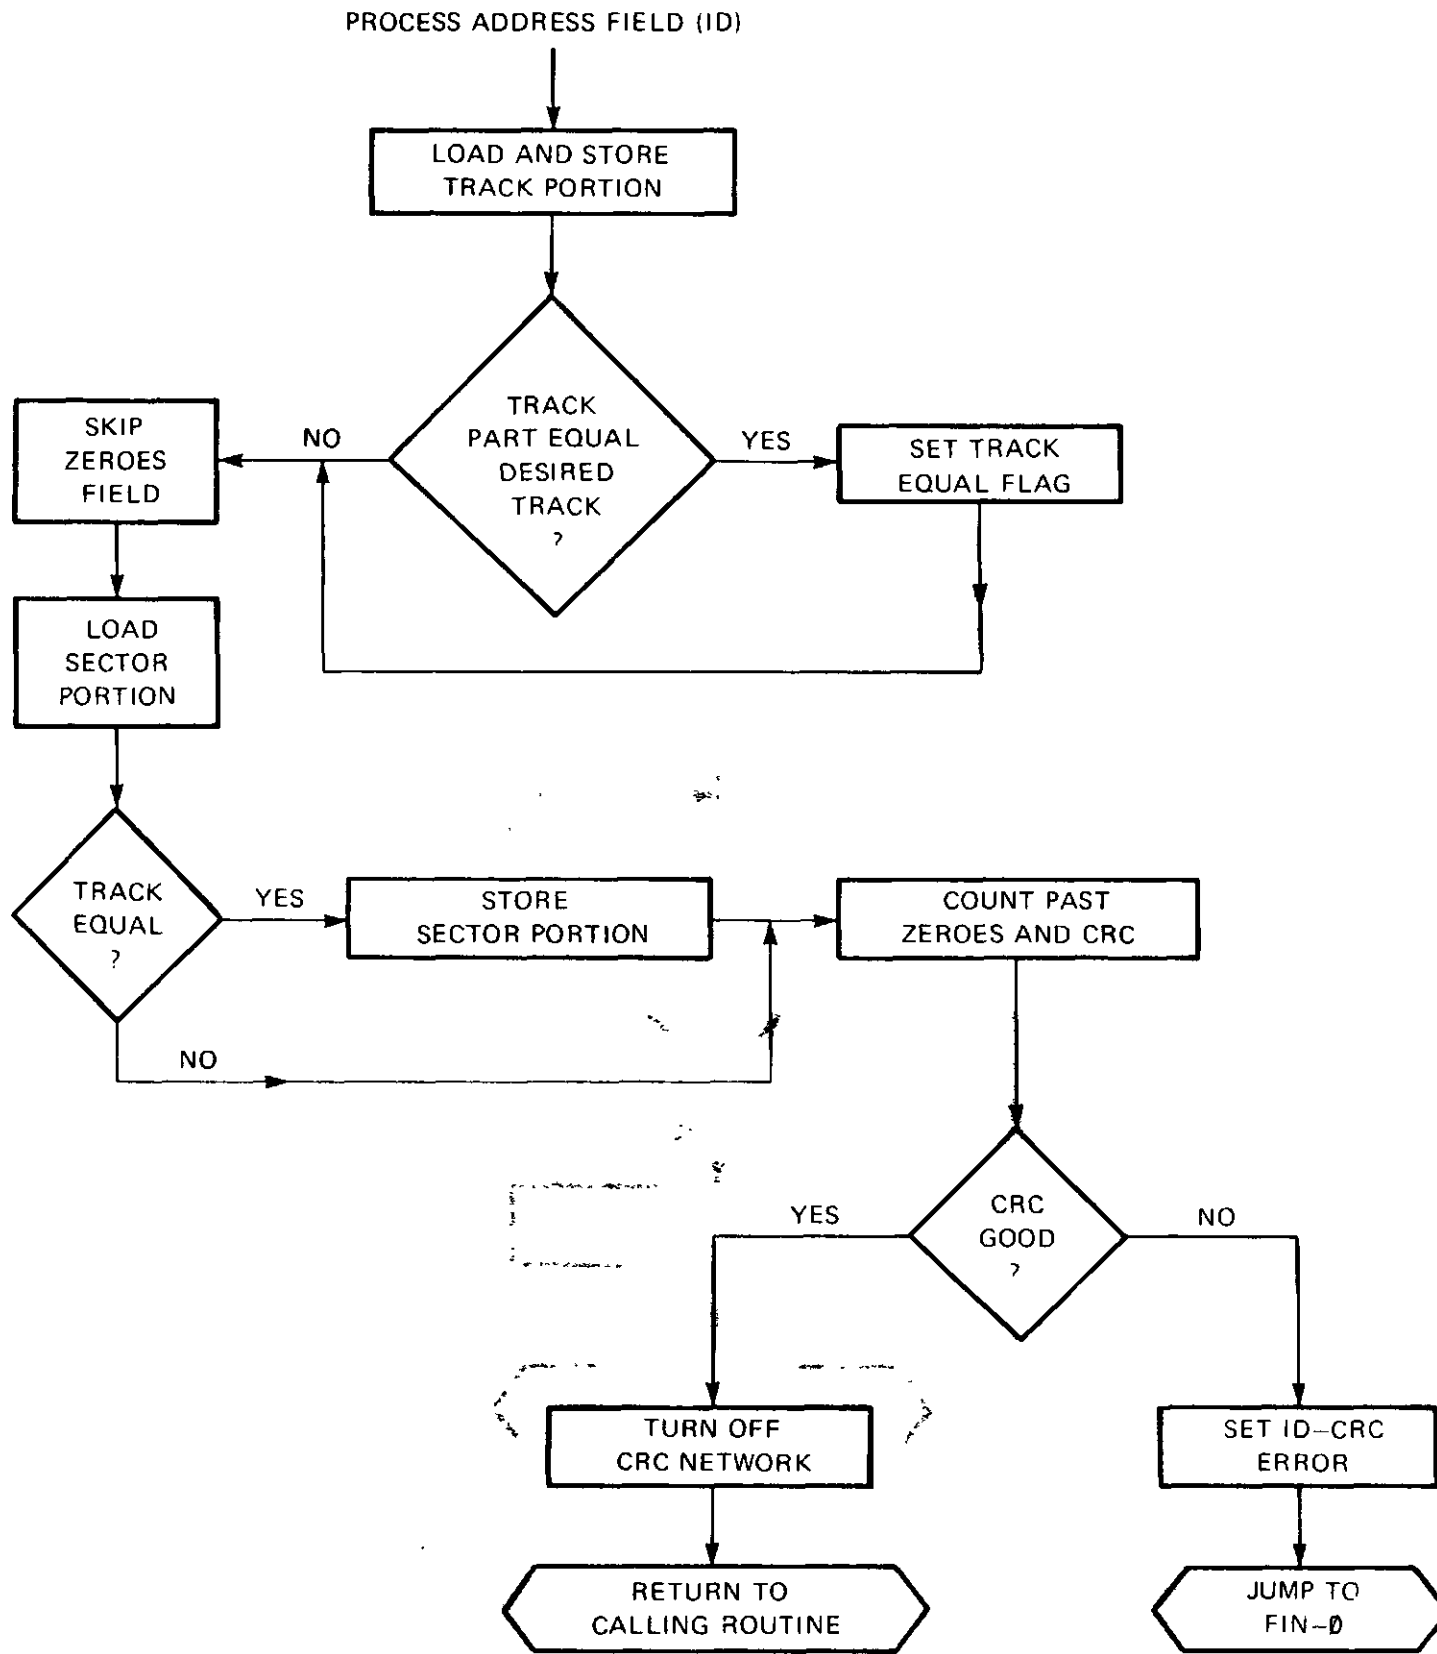 PROCESS ADDRESS FIELD (ID)
LOAD AND STORE
TRACK PORTION
TRACK
PART EQUAL
DESIRED
TRACK
?
NO
YES
SKIP
ZEROES
FIELD
SET TRACK
EQUAL FLAG
LOAD
SECTOR
PORTION
TRACK
EQUAL
?
YES
STORE
SECTOR PORTION
COUNT PAST
ZEROES AND CRC
NO
CRC
GOOD
?
YES
NO
TURN OFF
CRC NETWORK
SET ID–CRC
ERROR
RETURN TO
CALLING ROUTINE
JUMP TO
FIN–Ø